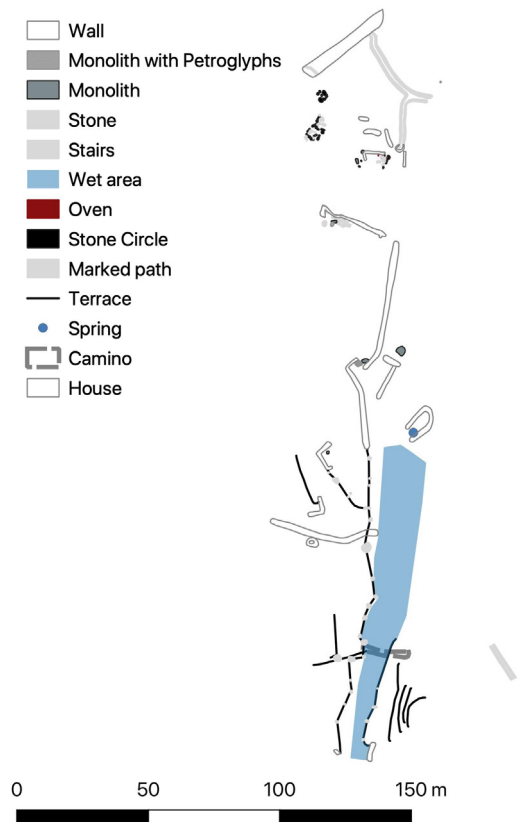 Wall
Monolith with Petroglyphs
Monolith
Stone
Stairs
Wet area
Oven
Stone Circle
Marked path
Terrace
Spring
Camino
House
0 50 100 150 m